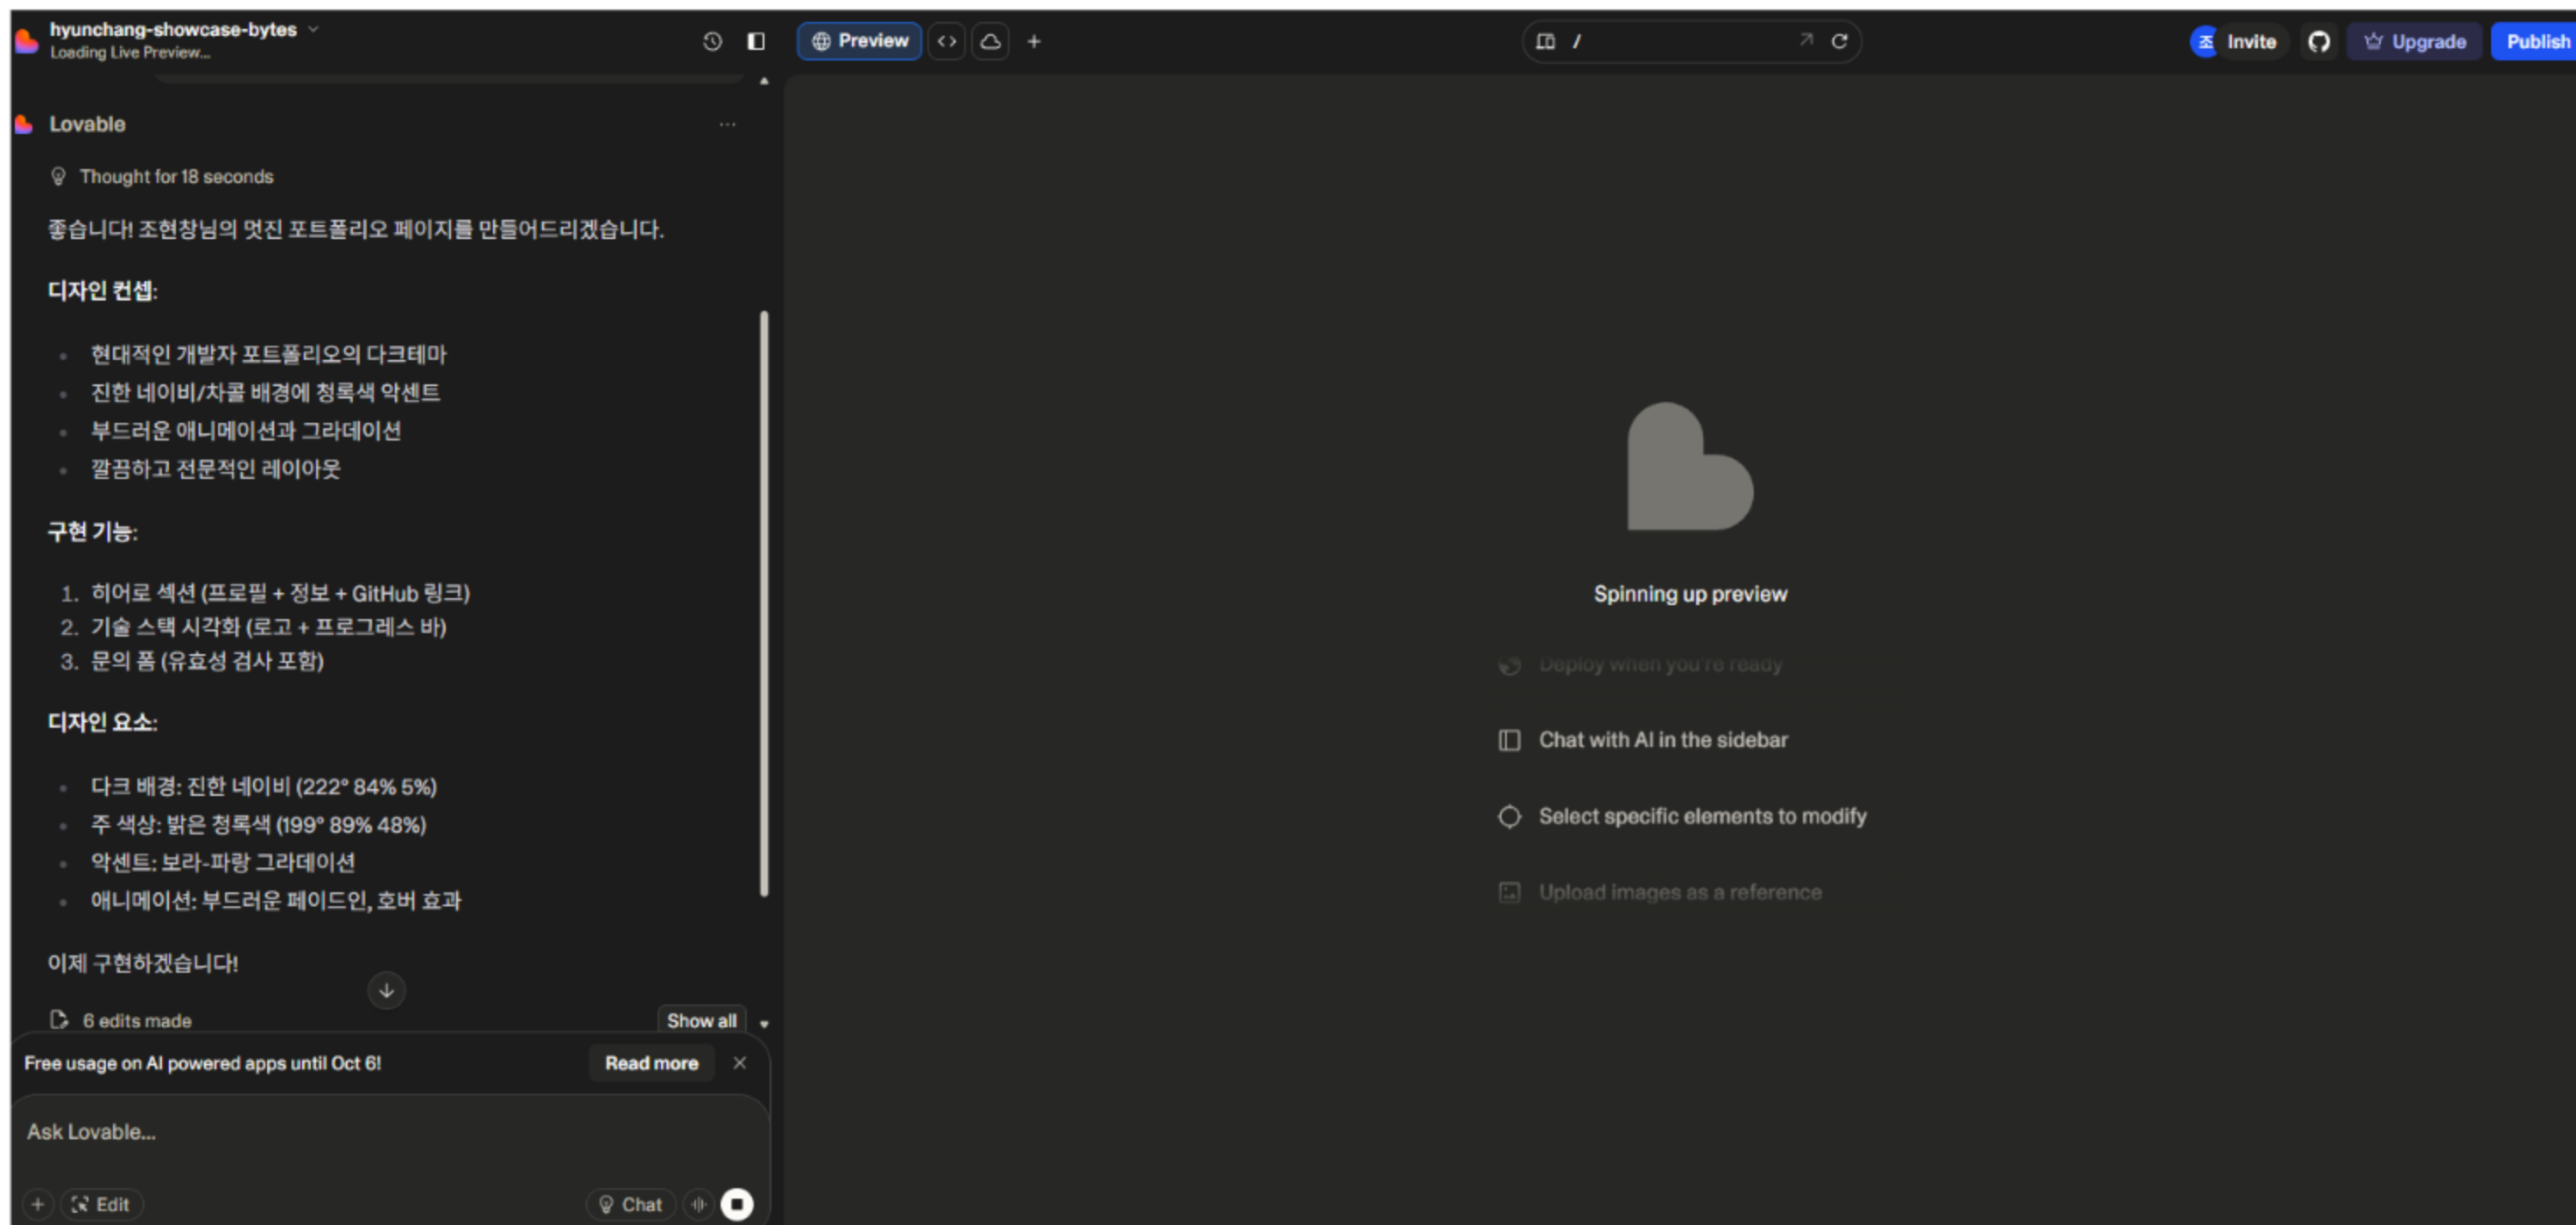 hyunchang-showcase-bytes
Loading Live Preview...
Preview
/
조
Invite
Upgrade
Publish
Lovable
Thought for 18 seconds
좋습니다! 조현창님의 멋진 포트폴리오 페이지를 만들어드리겠습니다.
디자인 컨셉:
현대적인 개발자 포트폴리오의 다크테마
진한 네이비/차콜 배경에 청록색 악센트
부드러운 애니메이션과 그라데이션
깔끔하고 전문적인 레이아웃
구현 기능:
1. 히어로 섹션 (프로필 + 정보 + GitHub 링크)
2. 기술 스택 시각화 (로고 + 프로그레스 바)
3. 문의 폼 (유효성 검사 포함)
디자인 요소:
다크 배경: 진한 네이비 (222° 84% 5%)
주 색상: 밝은 청록색 (199° 89% 48%)
악센트: 보라-파랑 그라데이션
애니메이션: 부드러운 페이드인, 호버 효과
이제 구현하겠습니다!
6 edits made
Show all
Free usage on AI powered apps until Oct 6!
Read more
Ask Lovable...
Edit
Chat
Spinning up preview
Deploy when you're ready
Chat with AI in the sidebar
Select specific elements to modify
Upload images as a reference